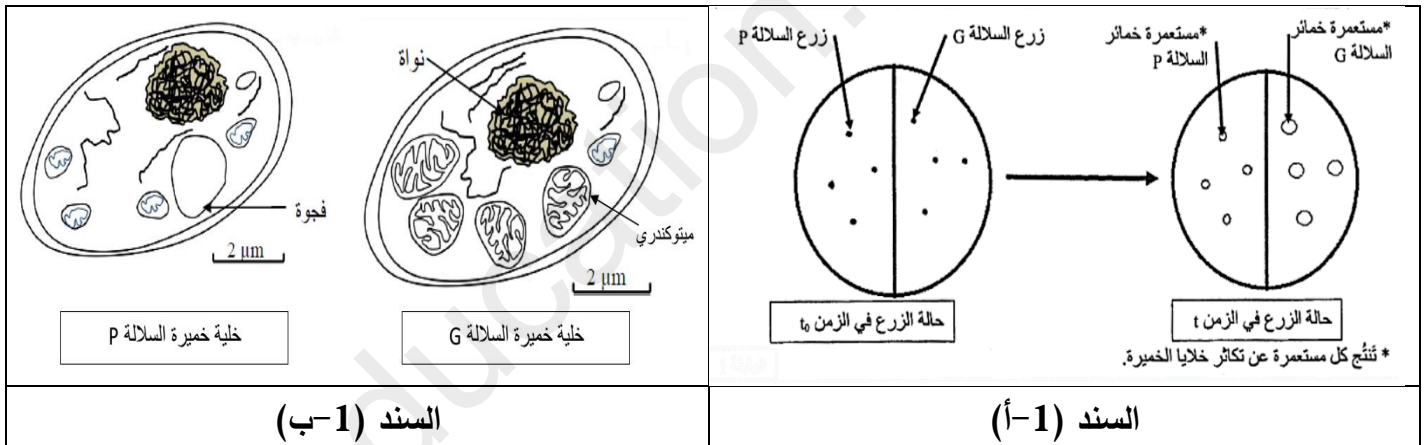 زرع السلالة P
زرع السلالة G
*مستعمرة خمائر
السلالة P
*مستعمرة خمائر
السلالة G
حالة الزرع في الزمن t₀
حالة الزرع في الزمن t
* تَنتُج كل مستعمرة عن تكاثر خلايا الخميرة.
السند (1-أ)
نواة
ميتوكندري
فجوة
2 µm
2 µm
خلية خميرة السلالة G
خلية خميرة السلالة P
السند (1-ب)
education.